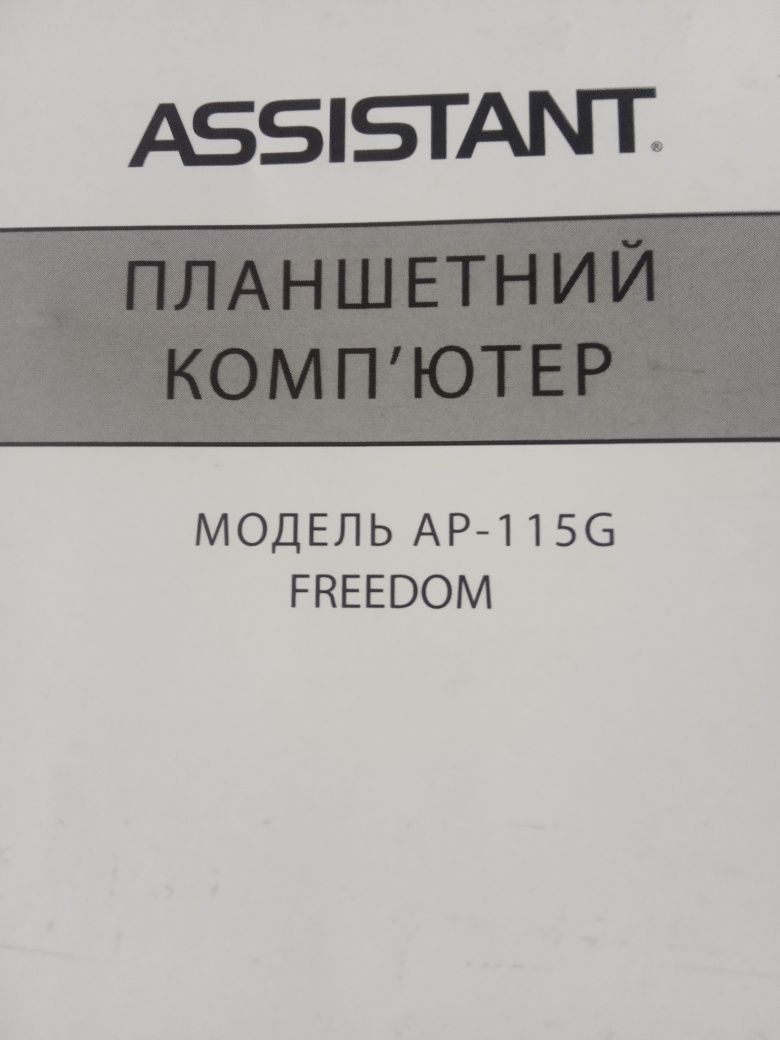 ASSISTANT®
ПЛАНШЕТНИЙ
КОМП’ЮТЕР
МОДЕЛЬ AP-115G
FREEDOM